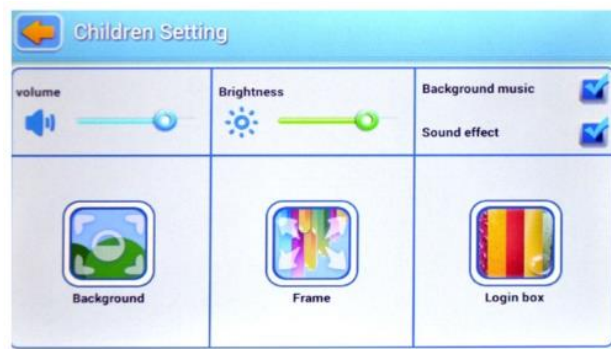 Children Setting
volume
Brightness
Background music
Sound effect
Background
Frame
Login box